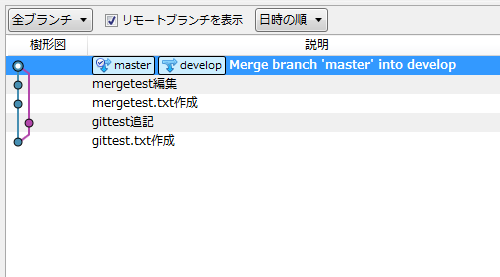 全ブランチ リモートブランチを表示 日時の順
樹形図 説明
master develop Merge branch 'master' into develop
mergetest編集
mergetest.txt作成
gittest追記
gittest.txt作成